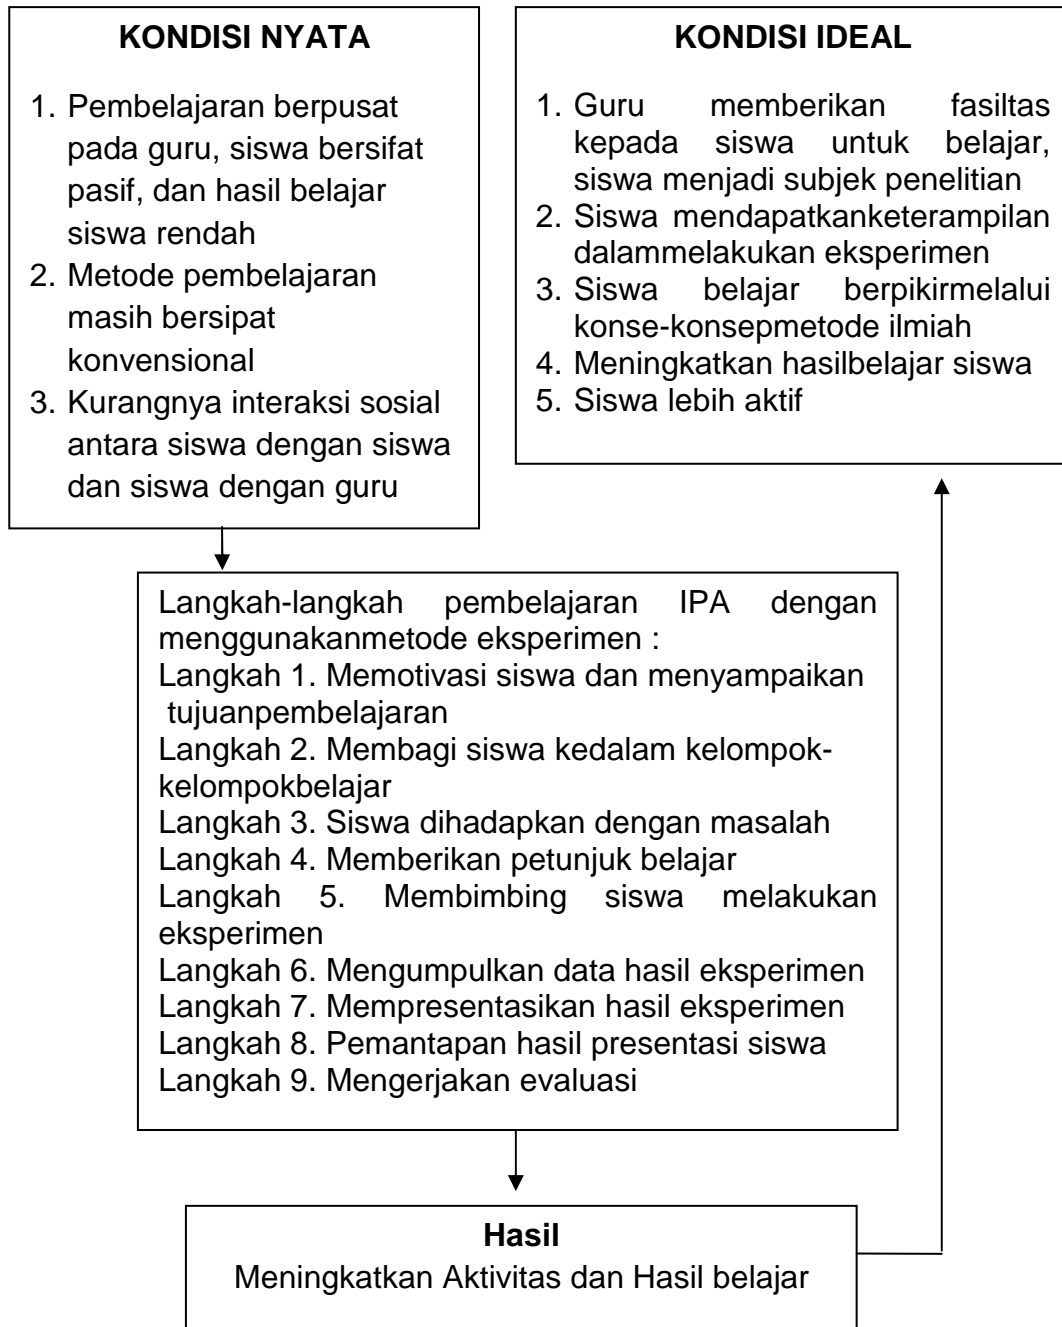 KONDISI NYATA
1. Pembelajaran berpusat
pada guru, siswa bersifat
pasif, dan hasil belajar
siswa rendah
2. Metode pembelajaran
masih bersipat
konvensional
3. Kurangnya interaksi sosial
antara siswa dengan siswa
dan siswa dengan guru
KONDISI IDEAL
1. Guru memberikan fasiltas
kepada siswa untuk belajar,
siswa menjadi subjek penelitian
2. Siswa mendapatkanketerampilan
dalammelakukan eksperimen
3. Siswa belajar berpikirmelalui
konse-konsepmetode ilmiah
4. Meningkatkan hasilbelajar siswa
5. Siswa lebih aktif
Langkah-langkah pembelajaran IPA dengan
menggunakanmetode eksperimen :
Langkah 1. Memotivasi siswa dan menyampaikan
tujuanpembelajaran
Langkah 2. Membagi siswa kedalam kelompok-
kelompokbelajar
Langkah 3. Siswa dihadapkan dengan masalah
Langkah 4. Memberikan petunjuk belajar
Langkah 5. Membimbing siswa melakukan
eksperimen
Langkah 6. Mengumpulkan data hasil eksperimen
Langkah 7. Mempresentasikan hasil eksperimen
Langkah 8. Pemantapan hasil presentasi siswa
Langkah 9. Mengerjakan evaluasi
Hasil
Meningkatkan Aktivitas dan Hasil belajar